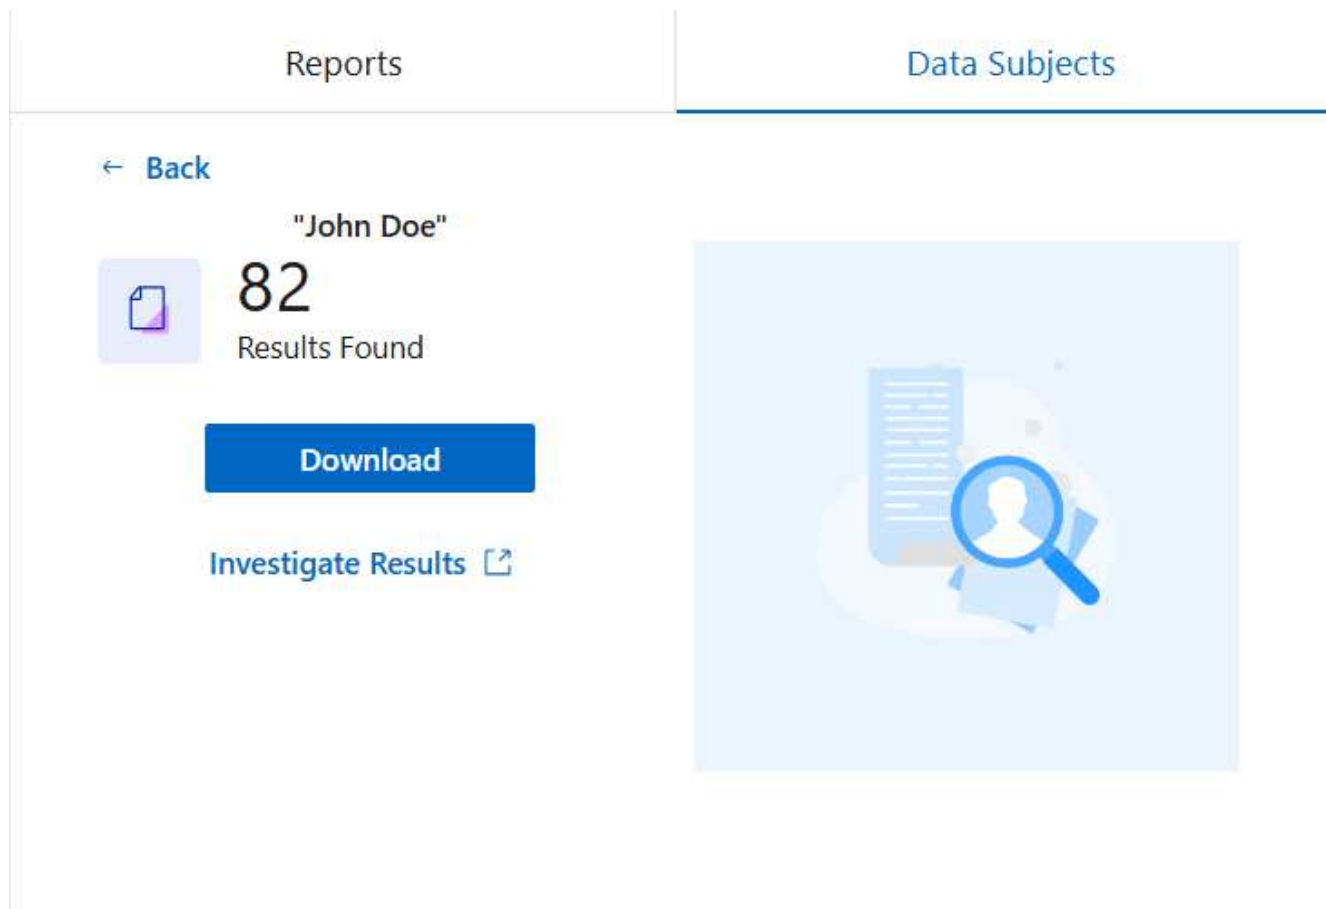 Reports
Data Subjects
← Back
"John Doe"
82
Results Found
Download
Investigate Results